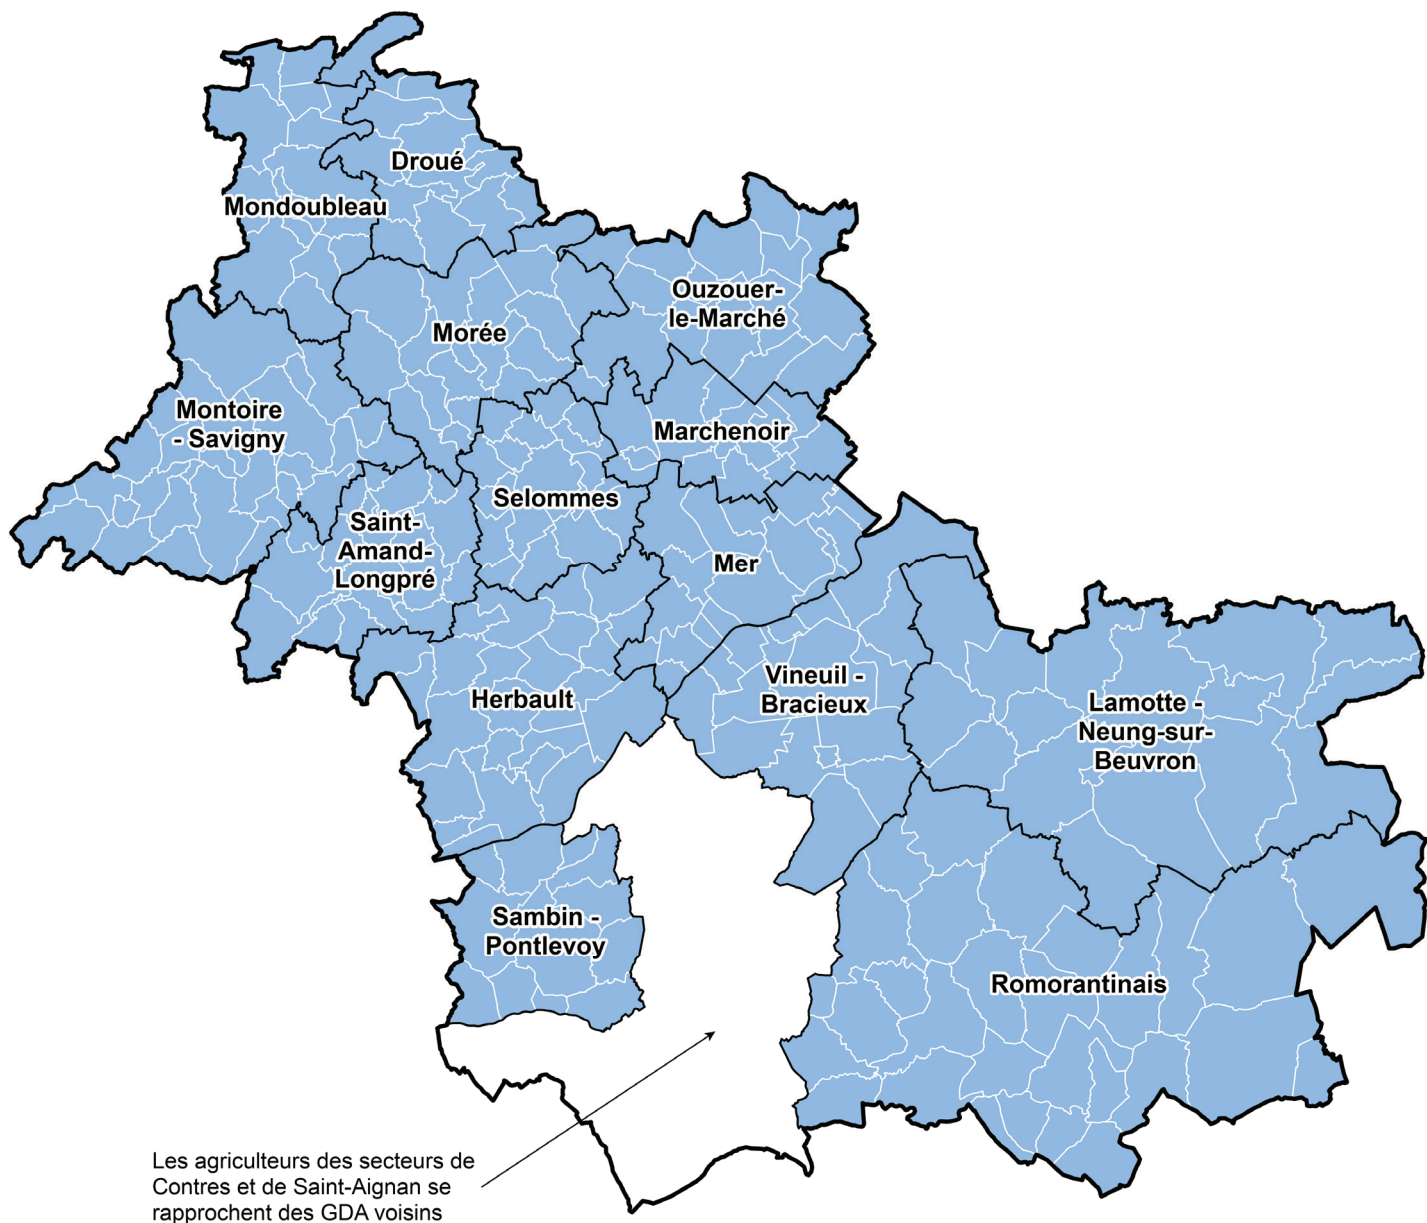 Droué
Mondoubleau
Ouzouer-
le-Marché
Morée
Montoire
- Savigny
Marchenoir
Selommes
Saint-
Amand-
Longpré
Mer
Vineuil -
Bracieux
Herbault
Lamotte -
Neung-sur-
Beuvron
Sambin -
Pontlevoy
Romorantinais
Les agriculteurs des secteurs de
Contres et de Saint-Aignan se
rapprochent des GDA voisins